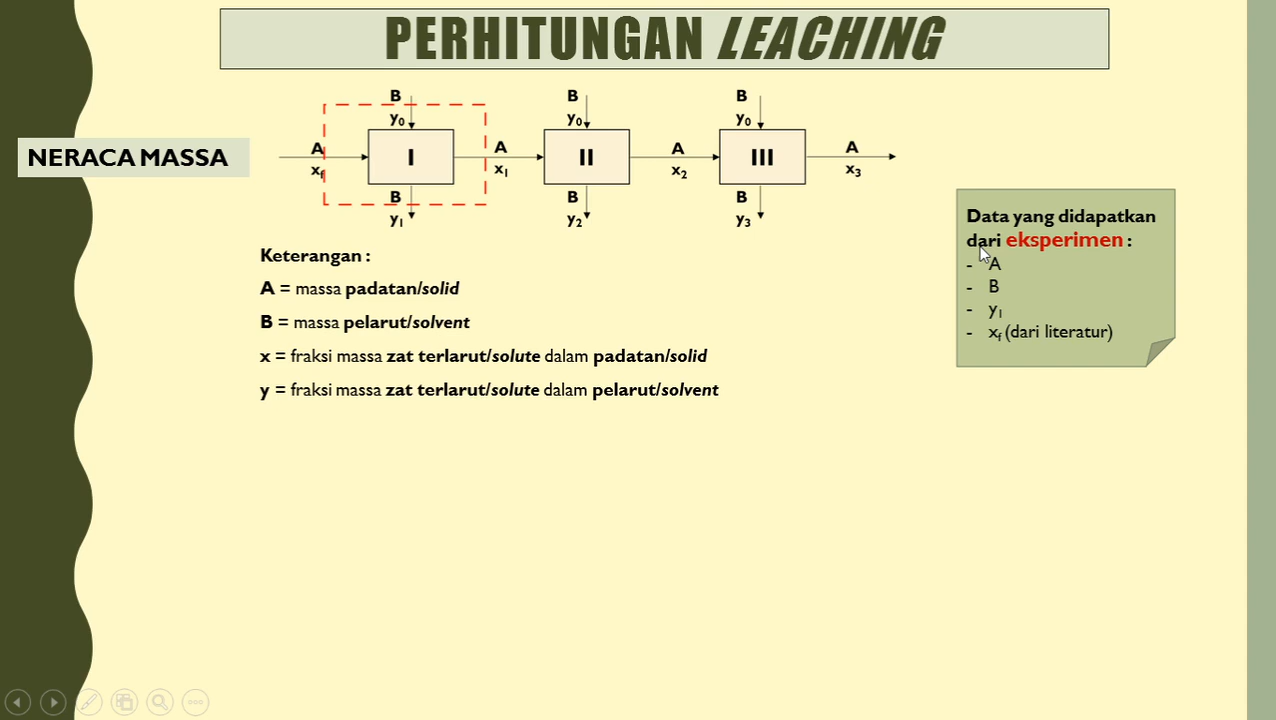 PERHITUNGAN LEACHING
NERACA MASSA
B B B
y0 y0 y0
A I A II A III A
xf x1 x2 x3
B B B
y1 y2 y3
Keterangan :
A = massa padatan/solid
B = massa pelarut/solvent
x = fraksi massa zat terlarut/solute dalam padatan/solid
y = fraksi massa zat terlarut/solute dalam pelarut/solvent
Data yang didapatkan
dari eksperimen :
- A
- B
- y1
- xf (dari literatur)